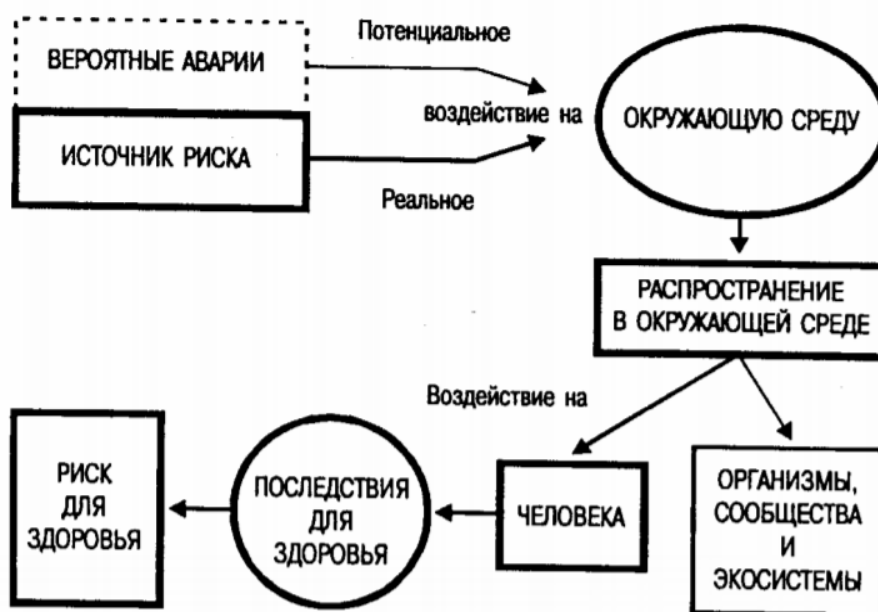 ВЕРОЯТНЫЕ АВАРИИ
ИСТОЧНИК РИСКА
Потенциальное
воздействие на
Реальное
ОКРУЖАЮЩУЮ СРЕДУ
РАСПРОСТРАНЕНИЕ
В ОКРУЖАЮЩЕЙ СРЕДЕ
Воздействие на
ОРГАНИЗМЫ,
СООБЩЕСТВА
И
ЭКОСИСТЕМЫ
ЧЕЛОВЕКА
ПОСЛЕДСТВИЯ
ДЛЯ
ЗДОРОВЬЯ
РИСК
ДЛЯ
ЗДОРОВЬЯ